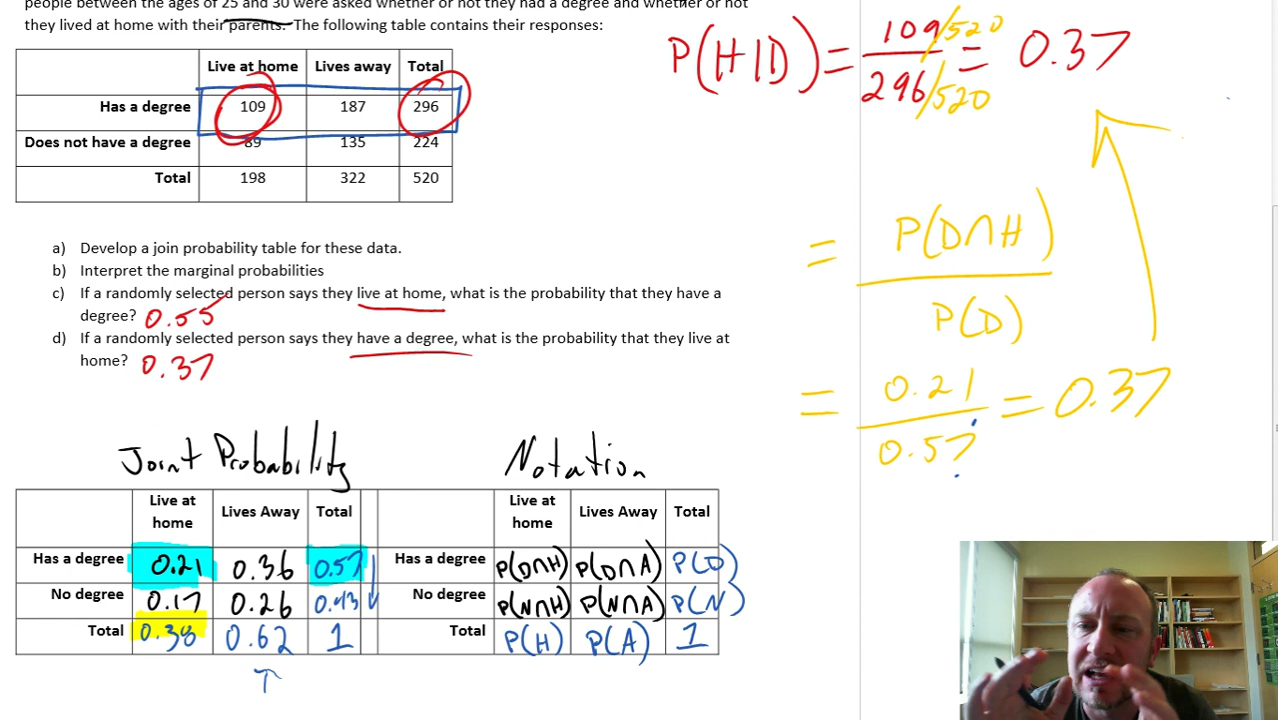 people between the ages of 25 and 30 were asked whether or not they had a degree and whether or not
they lived at home with their parents. The following table contains their responses:
Live at home Lives away Total
Has a degree 109 187 296
Does not have a degree 89 135 224
Total 198 322 520
a) Develop a join probability table for these data.
b) Interpret the marginal probabilities
c) If a randomly selected person says they live at home, what is the probability that they have a
degree? 0.55
d) If a randomly selected person says they have a degree, what is the probability that they live at
home? 0.37
P(H|D) = 109/520 = 0.37
296/520
= P(D∩H)
P(D)
= 0.21 = 0.37
0.57
Joint Probability
Live at
home Lives Away Total
Has a degree 0.21 0.36 0.57
No degree 0.17 0.26 0.43
Total 0.38 0.62 1
Notation
Live at
home Lives Away Total
Has a degree P(D∩H) P(D∩A) P(D)
No degree P(N∩H) P(N∩A) P(N)
Total P(H) P(A) 1